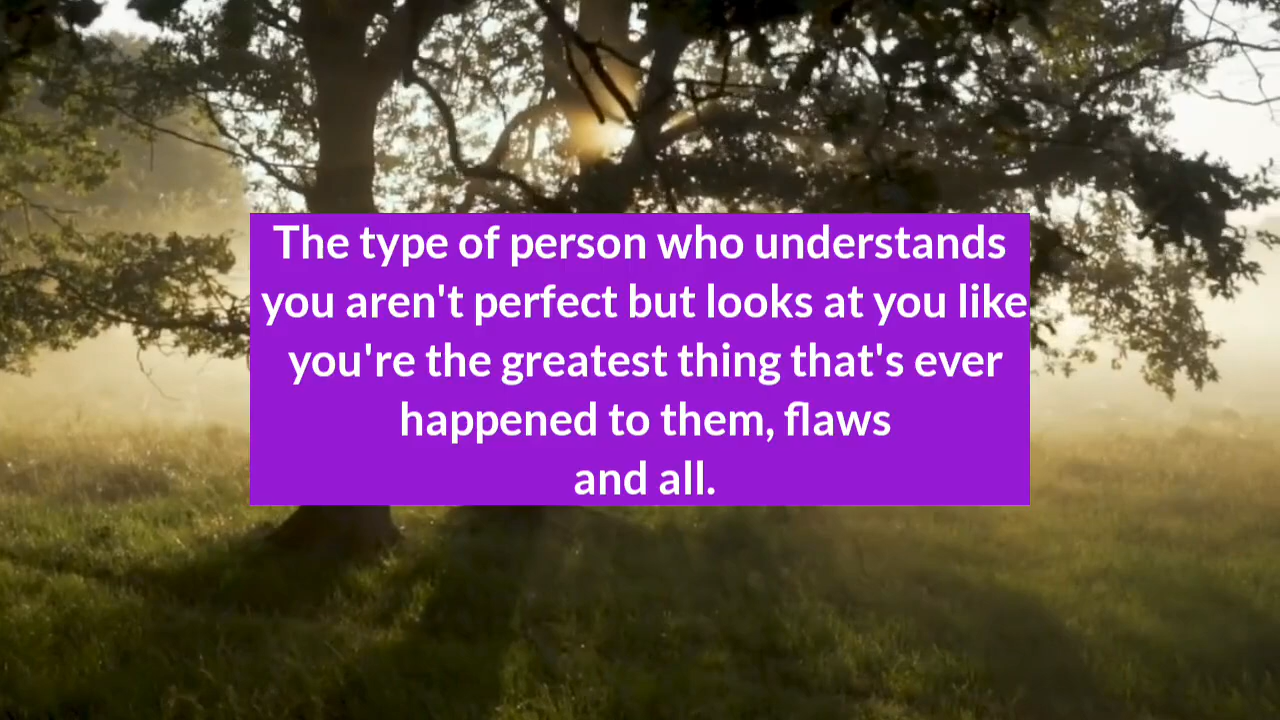 The type of person who understands
you aren't perfect but looks at you like
you're the greatest thing that's ever
happened to them, flaws
and all.